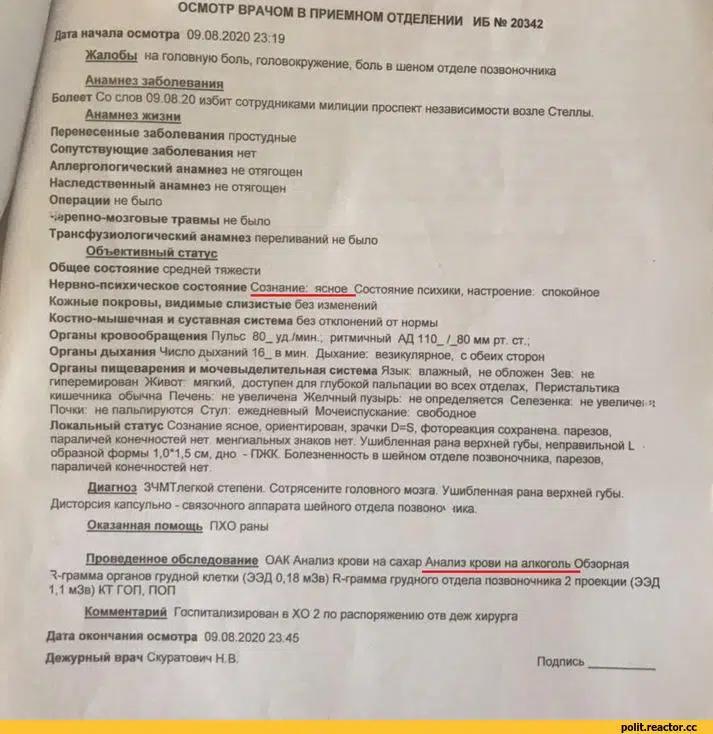 ОСМОТР ВРАЧОМ В ПРИЕМНОМ ОТДЕЛЕНИИ ИБ № 20342
Дата начала осмотра 09.08.2020 23:19
Жалобы на головную боль, головокружение, боль в шеном отделе позвоночника
Анамнез заболевания
Болеет Со слов 09.08.20 избит сотрудниками милиции проспект независимости возле Стеллы.
Анамнез жизни
Перенесенные заболевания простудные
Сопутствующие заболевания нет
Аллергологический анамнез не отягощен
Наследственный анамнез не отягощен
Операции не было
Черепно-мозговые травмы не было
Трансфузиологический анамнез переливаний не было
Объективный статус
Общее состояние средней тяжести
Нервно-психическое состояние Сознание: ясное Состояние психики, настроение: спокойное
Кожные покровы, видимые слизистые без изменений
Костно-мышечная и суставная система без отклонений от нормы
Органы кровообращения Пульс 80_ уд./мин.; ритмичный АД 110_ /_80 мм рт. ст.;
Органы дыхания Число дыханий 16_ в мин. Дыхание: везикулярное, с обеих сторон
Органы пищеварения и мочевыделительная система Язык: влажный, не обложен Зев: не
гиперемирован Живот: мягкий, доступен для глубокой пальпации во всех отделах, Перистальтика
кишечника обычна Печень: не увеличена Желчный пузырь: не определяется Селезенка: не увеличе
Почки: не пальпируются Стул: ежедневный Мочеиспускание: свободное
Локальный статус Сознание ясное, ориентирован, зрачки D=S, фотореакция сохранена. парезов,
параличей конечностей нет. менгиальных знаков нет. Ушибленная рана верхней губы, неправильной L
образной формы 1,0*1,5 см, дно - ПЖК. Болезненность в шейном отделе позвоночника, парезов,
параличей конечностей нет.
Диагноз ЗЧМТлегкой степени. Сотрясените головного мозга. Ушибленная рана верхней губы.
Дисторсия капсульно - связочного аппарата шейного отдела позвоно ика.
Оказанная помощь ПХО раны
Проведенное обследование ОАК Анализ крови на сахар Анализ крови на алкоголь Обзорная
R-грамма органов грудной клетки (ЭЭД 0,18 мЗв) R-грамма грудного отдела позвоночника 2 проекции (ЭЭД
1,1 мЗв) КТ ГОП, ПОП
Комментарий Госпитализирован в ХО 2 по распоряжению отв деж хирурга
Дата окончания осмотра 09.08.2020 23:45
Дежурный врач Скуратович Н.В.
Подпись ________
polit.reactor.cc